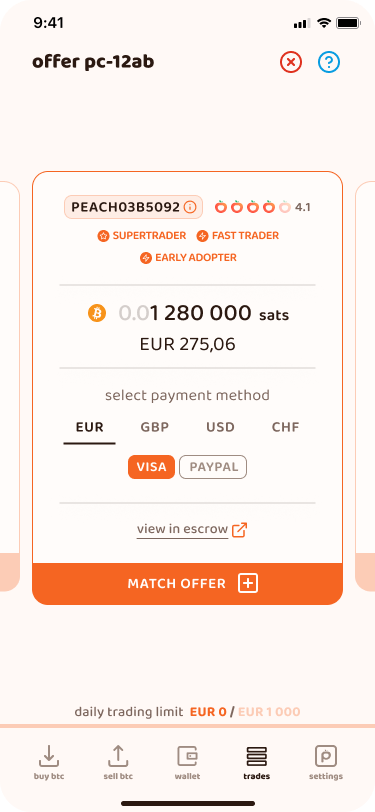 9:41
offer pc-12ab
PEACH03B5092 4.1
SUPERTRADER FAST TRADER
EARLY ADOPTER
0.01 280 000 sats
EUR 275,06
select payment method
EUR GBP USD CHF
VISA PAYPAL
view in escrow
MATCH OFFER
daily trading limit EUR 0 / EUR 1 000
buy btc sell btc wallet trades settings